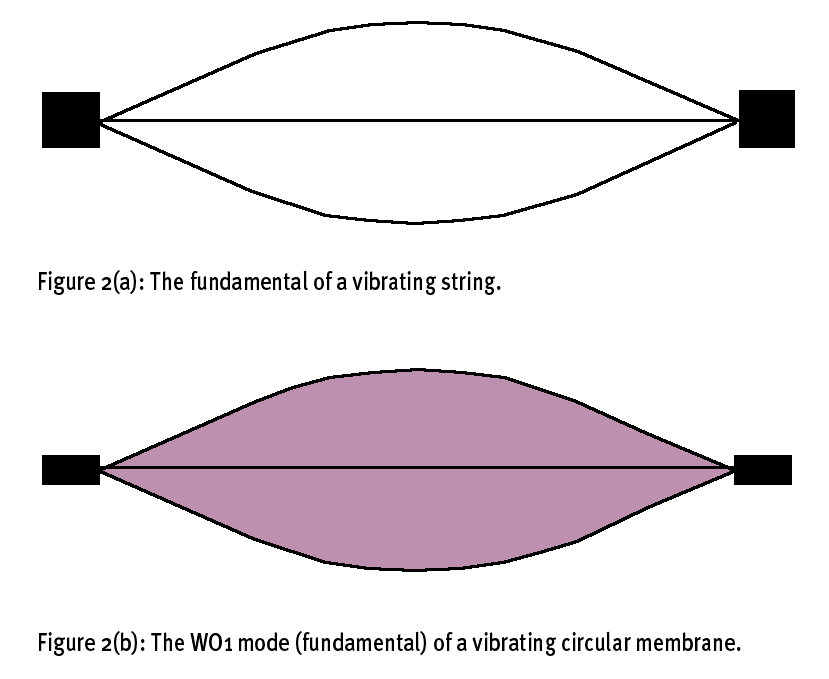 Figure 2(a): The fundamental of a vibrating string.
Figure 2(b): The WO1 mode (fundamental) of a vibrating circular membrane.